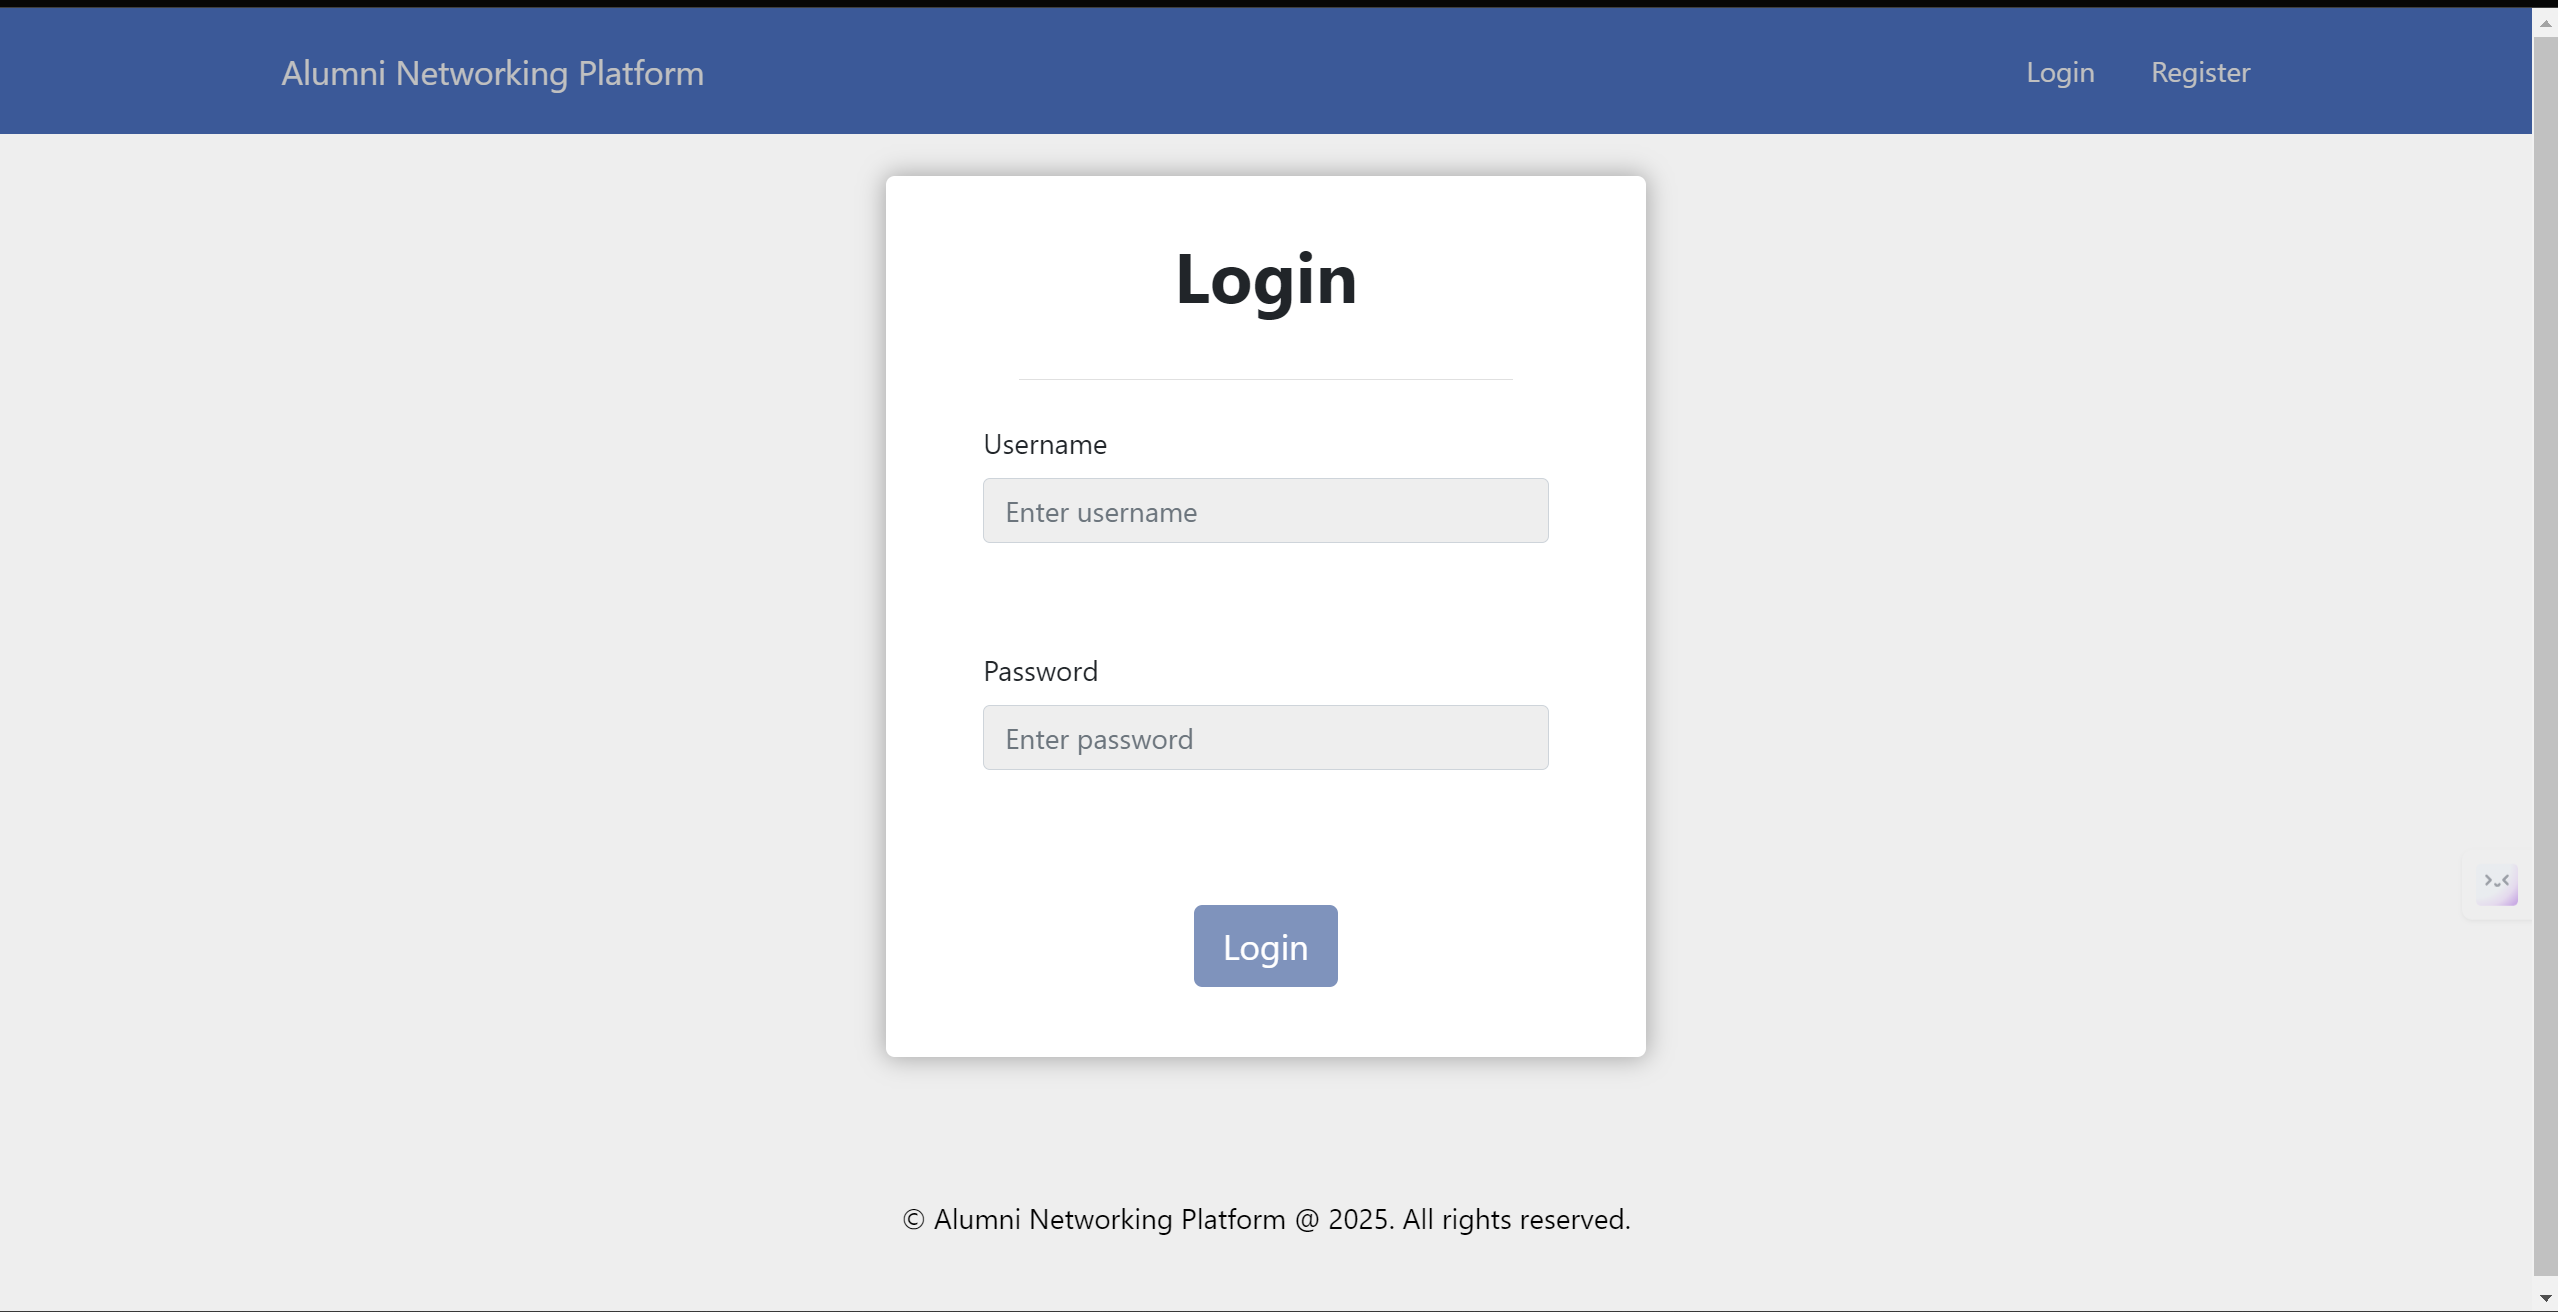 Alumni Networking Platform
Login Register
Login
Username
Enter username
Password
Enter password
Login
© Alumni Networking Platform @ 2025. All rights reserved.